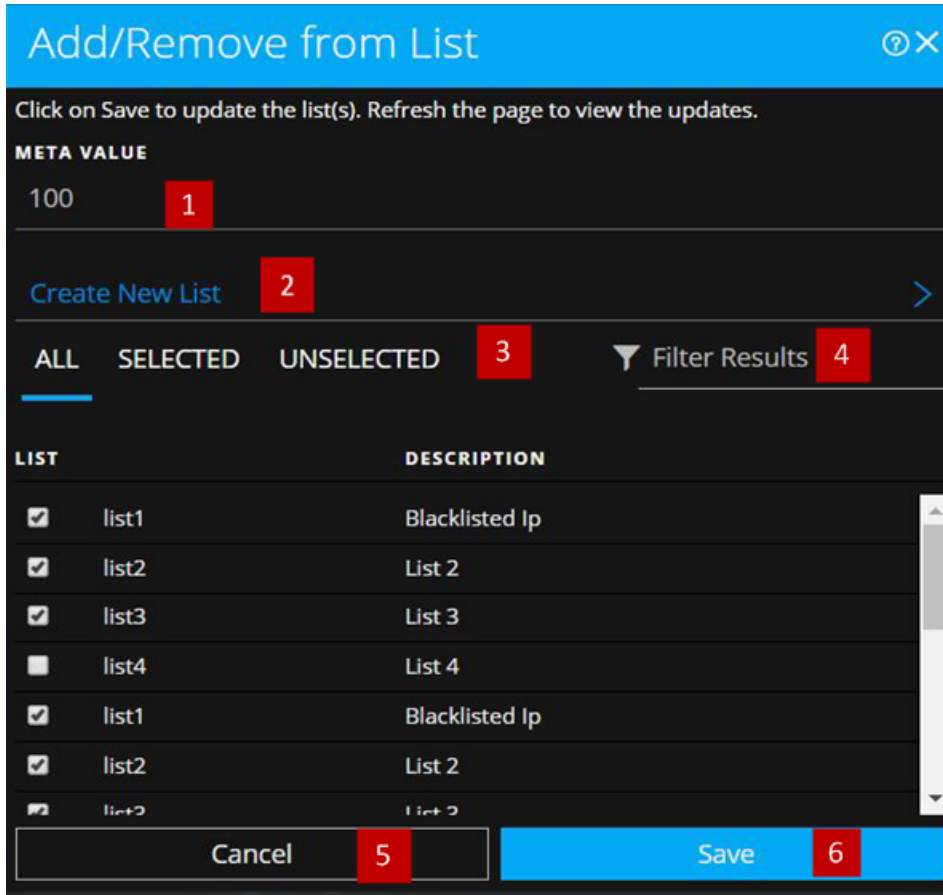 Add/Remove from List
Click on Save to update the list(s). Refresh the page to view the updates.
META VALUE
100 1
Create New List 2
ALL SELECTED UNSELECTED 3 Filter Results 4
LIST DESCRIPTION
list1 Blacklisted Ip
list2 List 2
list3 List 3
list4 List 4
list1 Blacklisted Ip
list2 List 2
list3 List 3
Cancel 5 Save 6